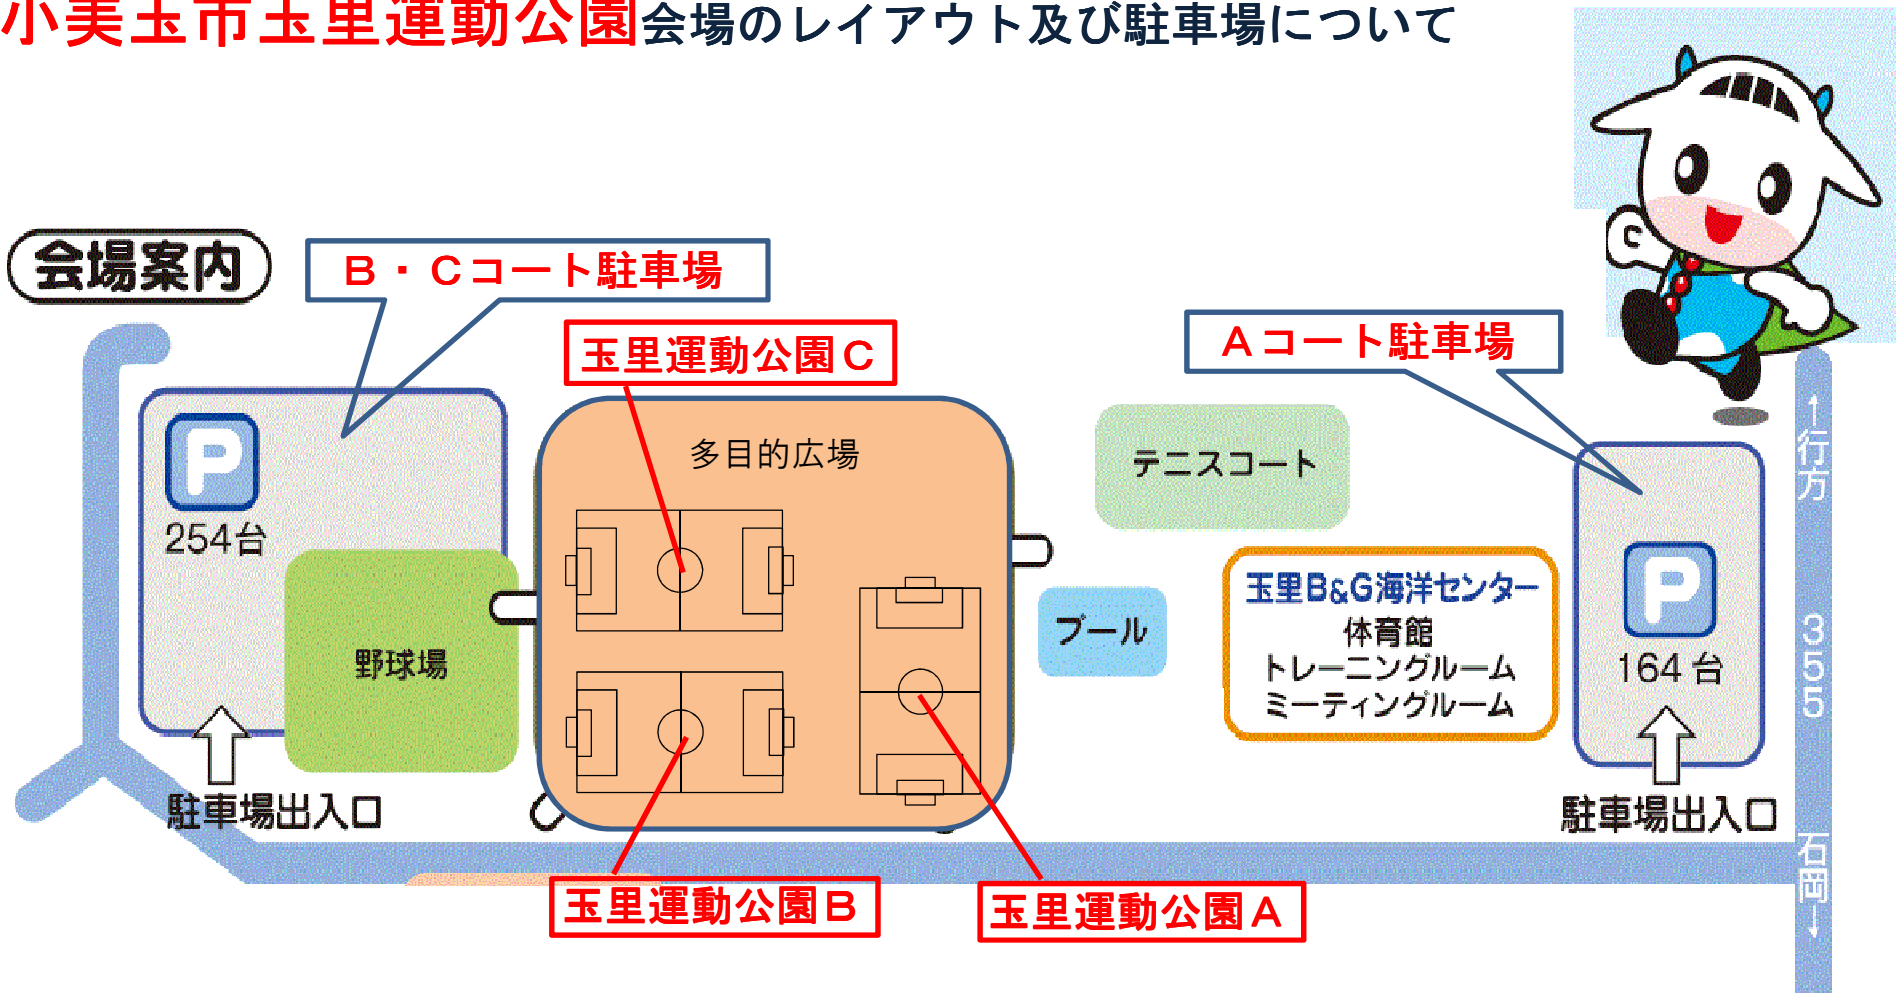 小美玉市玉里運動公園会場のレイアウト及び駐車場について
会場案内
B・Cコート駐車場
玉里運動公園C
Aコート駐車場
P
254台
多目的広場
テニスコート
↑行方
野球場
プール
玉里B&G海洋センター
体育館
トレーニングルーム
ミーティングルーム
P
164台
355
駐車場出入口
駐車場出入口
石岡↓
玉里運動公園B
玉里運動公園A